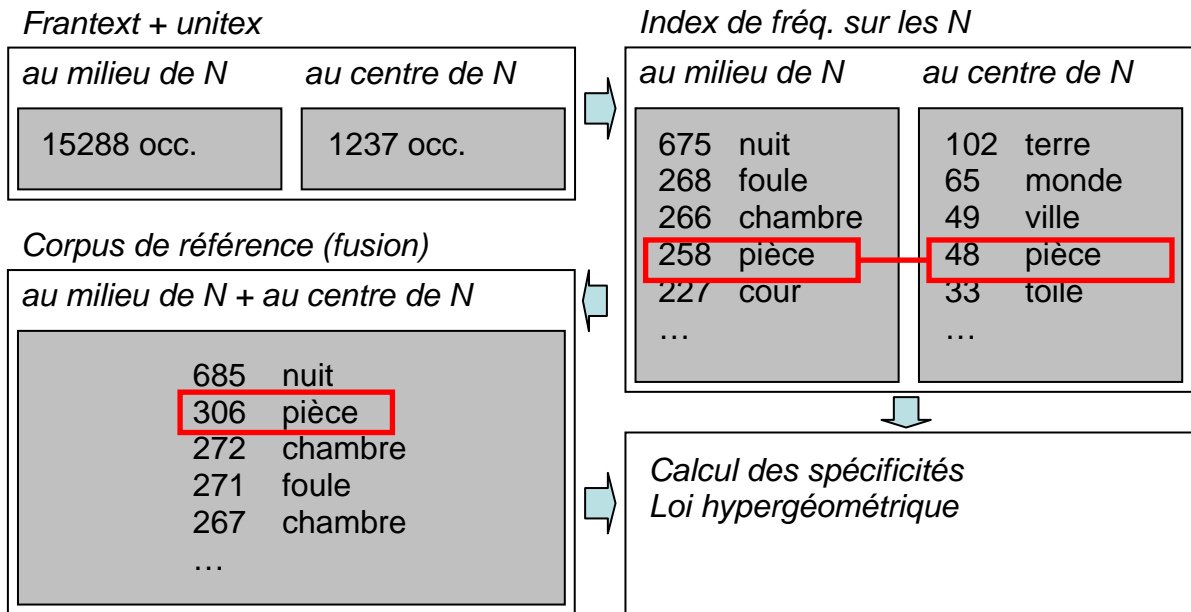 Frantext + unitex
au milieu de N au centre de N
15288 occ. 1237 occ.
Index de fréq. sur les N
au milieu de N au centre de N
675 nuit 102 terre
268 foule 65 monde
266 chambre 49 ville
258 pièce 48 pièce
227 cour 33 toile
… …
Corpus de référence (fusion)
au milieu de N + au centre de N
685 nuit
306 pièce
272 chambre
271 foule
267 chambre
…
Calcul des spécificités
Loi hypergéométrique